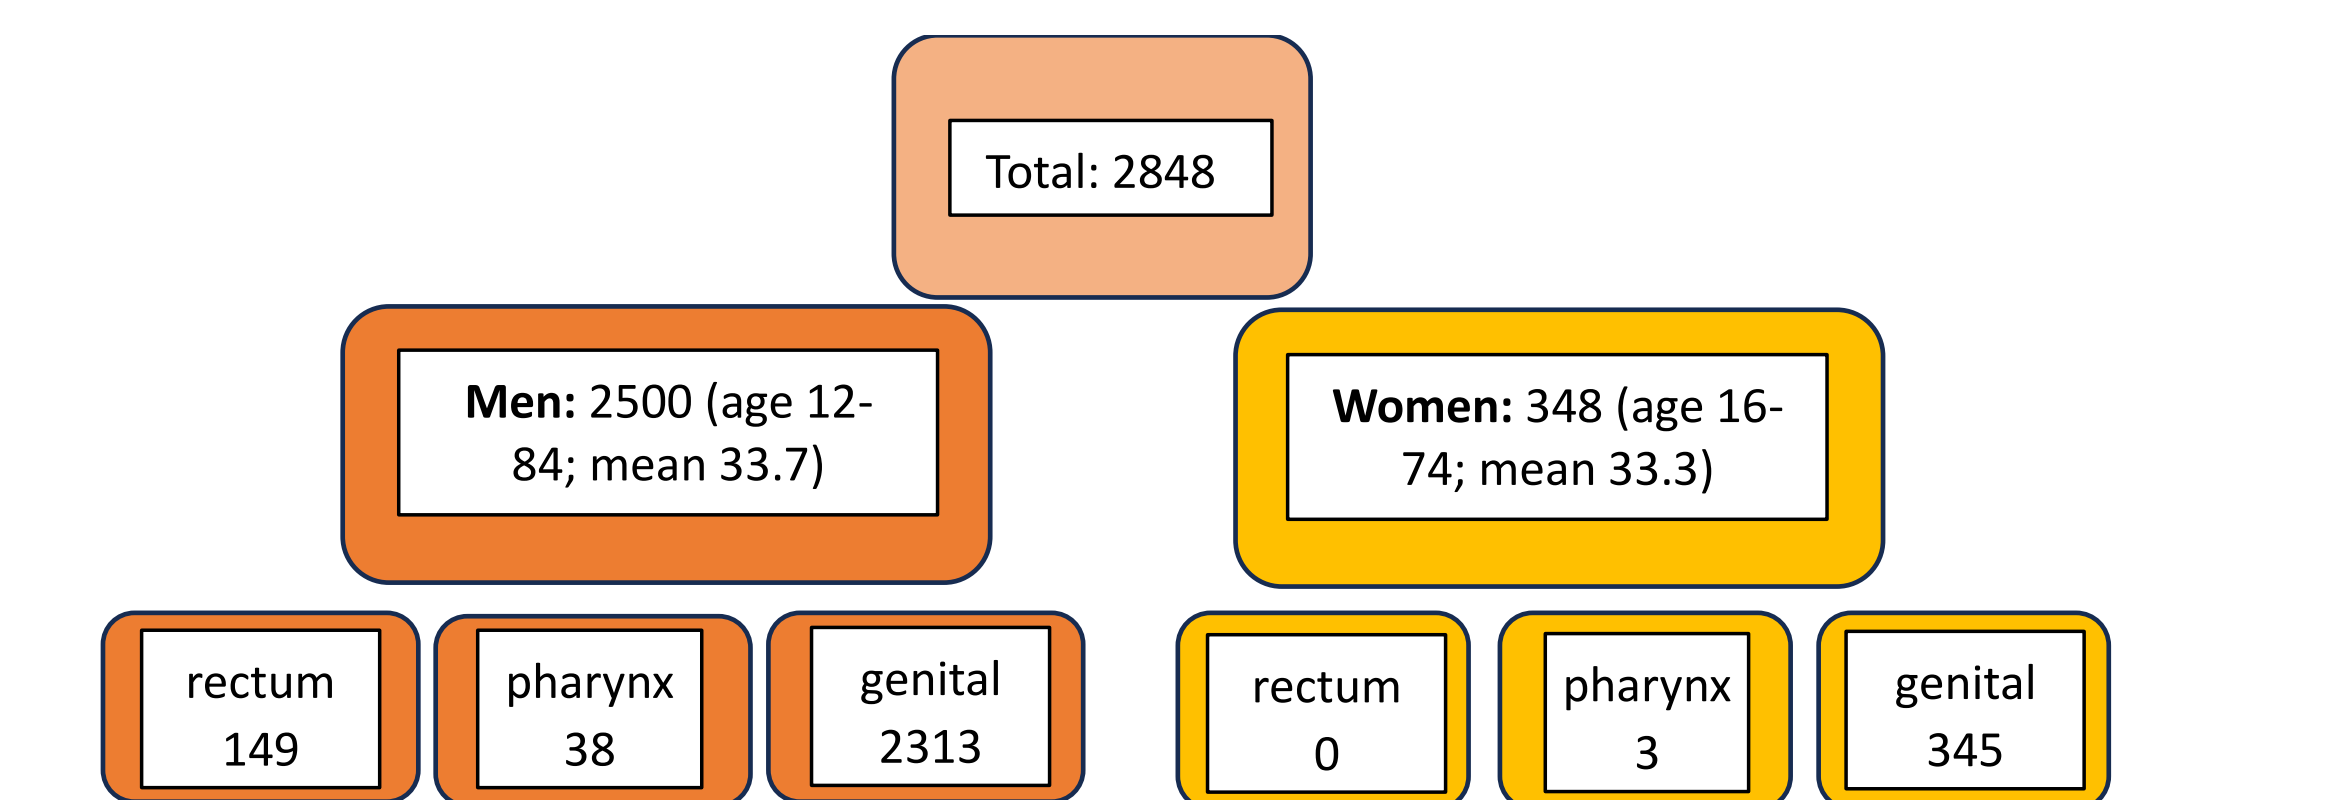 Total: 2848
Men: 2500 (age 12-
84; mean 33.7)
Women: 348 (age 16-
74; mean 33.3)
rectum
149
pharynx
38
genital
2313
rectum
0
pharynx
3
genital
345